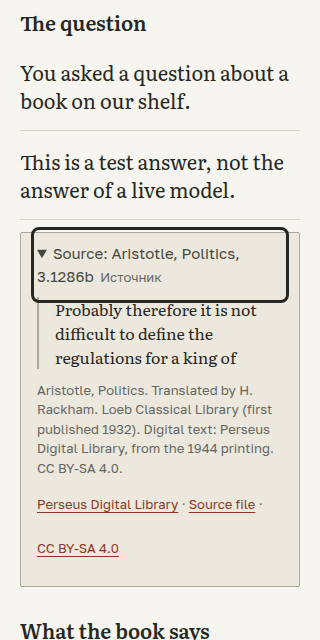 The question
You asked a question about a
book on our shelf.
This is a test answer, not the
answer of a live model.
▼ Source: Aristotle, Politics,
3.1286b Источник
Probably therefore it is not
difficult to define the
regulations for a king of
Aristotle, Politics. Translated by H.
Rackham. Loeb Classical Library (first
published 1932). Digital text: Perseus
Digital Library, from the 1944 printing.
CC BY-SA 4.0.
Perseus Digital Library · Source file ·
CC BY-SA 4.0
What the book says